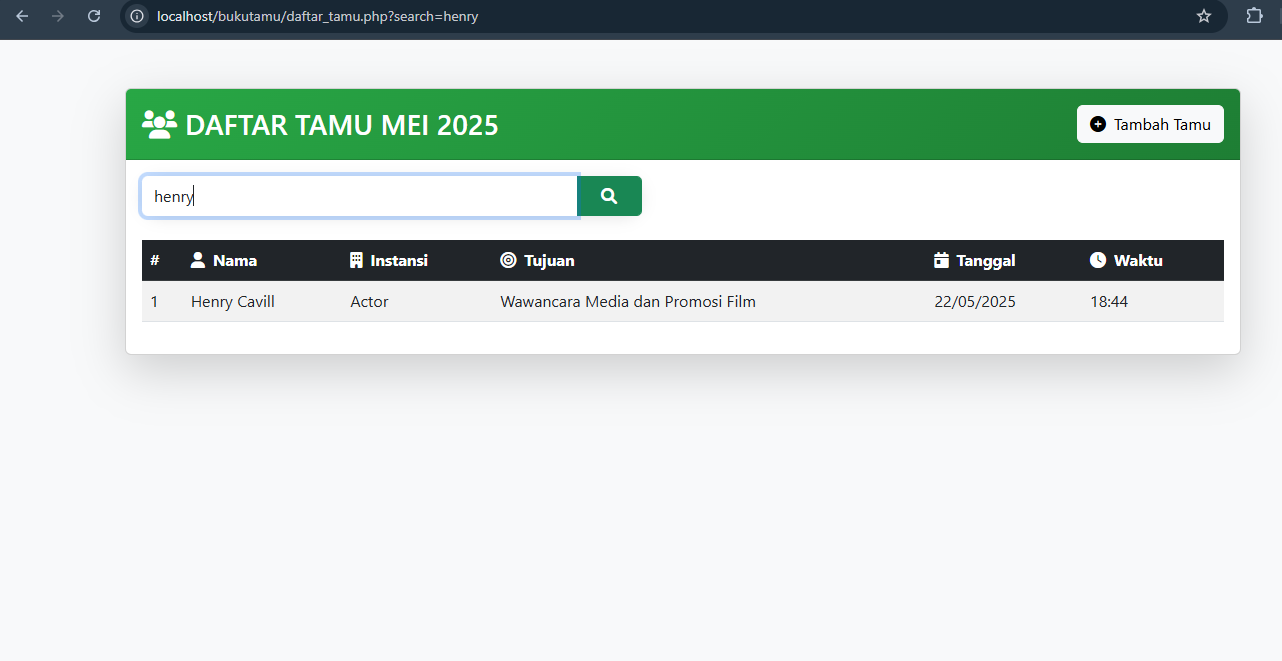 localhost/bukutamu/daftar_tamu.php?search=henry
DAFTAR TAMU MEI 2025
Tambah Tamu
henry
# Nama Instansi Tujuan Tanggal Waktu
1 Henry Cavill Actor Wawancara Media dan Promosi Film 22/05/2025 18:44